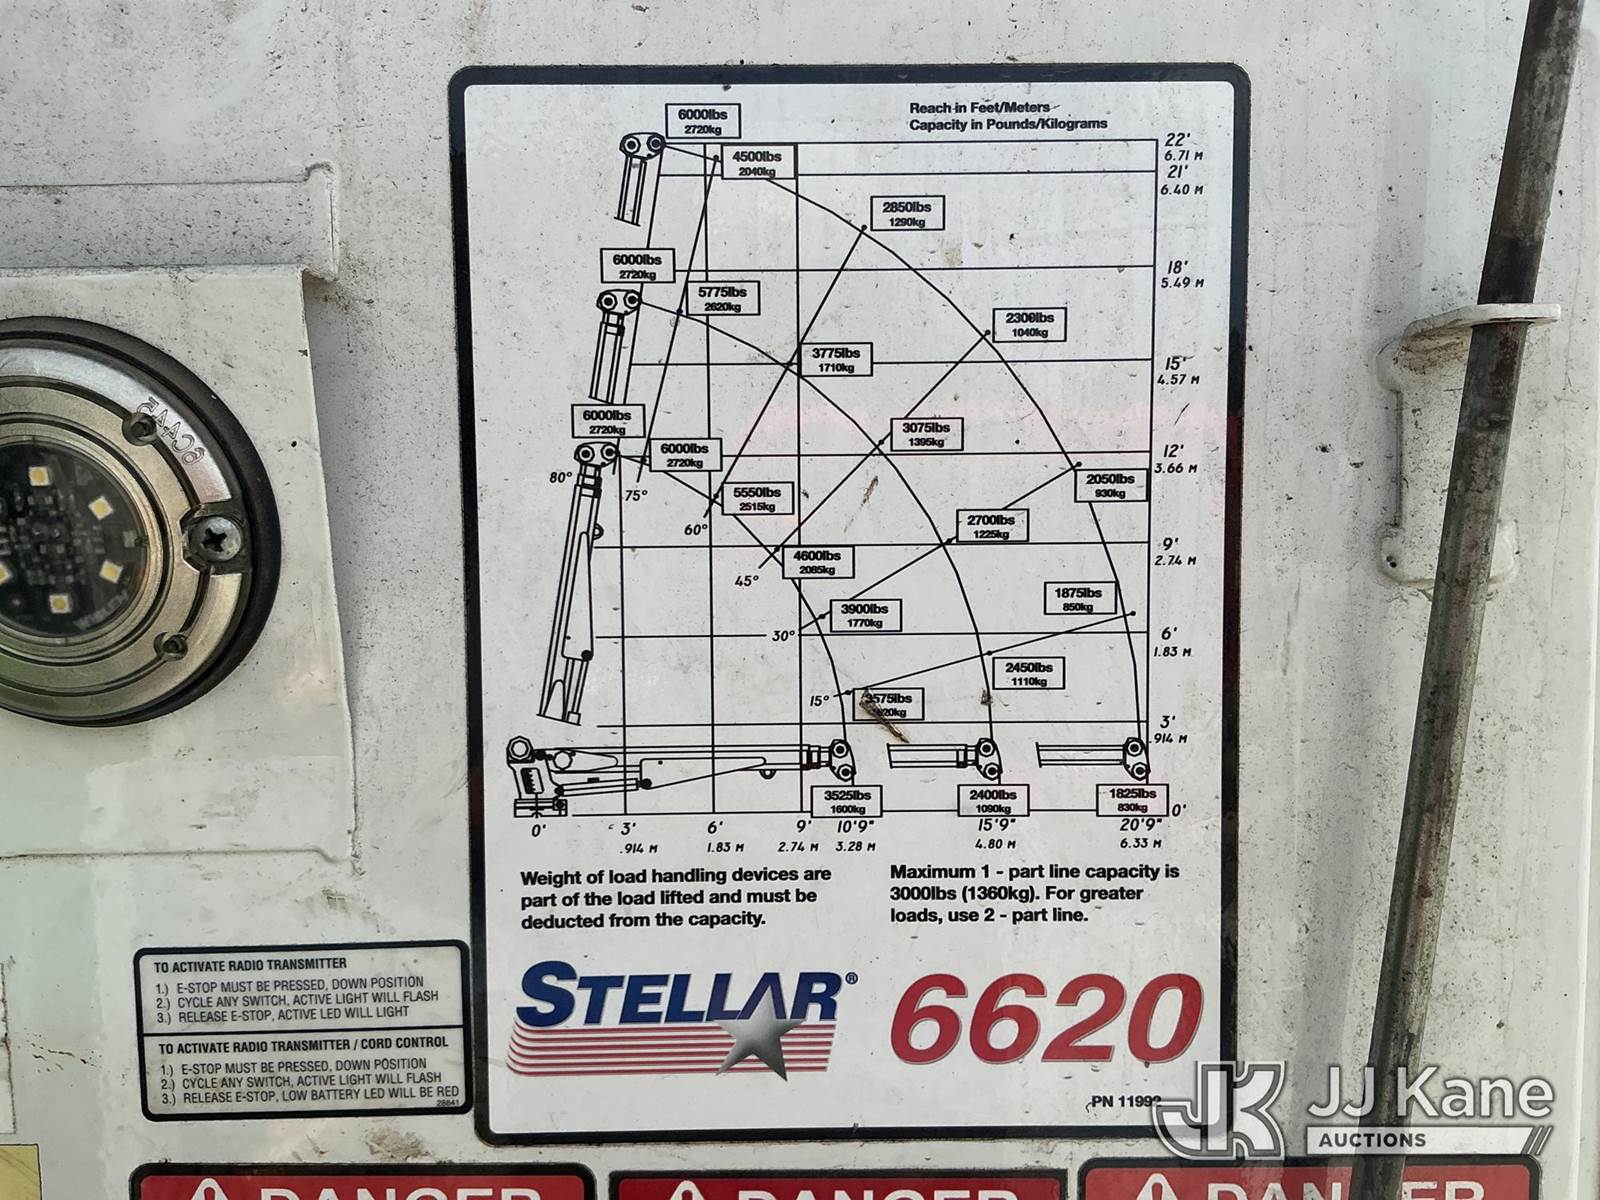 Reach in Feet/Meters
Capacity in Pounds/Kilograms
6000lbs
2720kg
4500lbs
2040kg
22'
6.71 M
21'
6.40 M
2850lbs
1290kg
6000lbs
2720kg
18'
5.49 M
5775lbs
2620kg
2300lbs
1040kg
3775lbs
1710kg
15'
4.57 M
6000lbs
2720kg
3075lbs
1395kg
6000lbs
2720kg
12'
3.66 M
80°
75°
2050lbs
930kg
5550lbs
2515kg
60°
2700lbs
1225kg
9'
2.74 M
4600lbs
2085kg
45°
1875lbs
850kg
3900lbs
1770kg
30°
6'
1.83 M
2450lbs
1110kg
15°
3575lbs
3'
.914 M
3525lbs
1600kg
2400lbs
1090kg
1825lbs
830kg
0'
0' 3' 6' 9' 10'9" 15'9" 20'9"
.914 M 1.83 M 2.74 M 3.28 M 4.80 M 6.33 M
Weight of load handling devices are
part of the load lifted and must be
deducted from the capacity.
Maximum 1 - part line capacity is
3000lbs (1360kg). For greater
loads, use 2 - part line.
STELLAR®
6620
PN 11992
TO ACTIVATE RADIO TRANSMITTER
1.) E-STOP MUST BE PRESSED, DOWN POSITION
2.) CYCLE ANY SWITCH, ACTIVE LIGHT WILL FLASH
3.) RELEASE E-STOP, ACTIVE LED WILL LIGHT
TO ACTIVATE RADIO TRANSMITTER / CORD CONTROL
1.) E-STOP MUST BE PRESSED, DOWN POSITION
2.) CYCLE ANY SWITCH, ACTIVE LIGHT WILL FLASH
3.) RELEASE E-STOP, LOW BATTERY LED WILL BE RED
28841
DANGER
DANGER
DANGER
JK JJ Kane
AUCTIONS